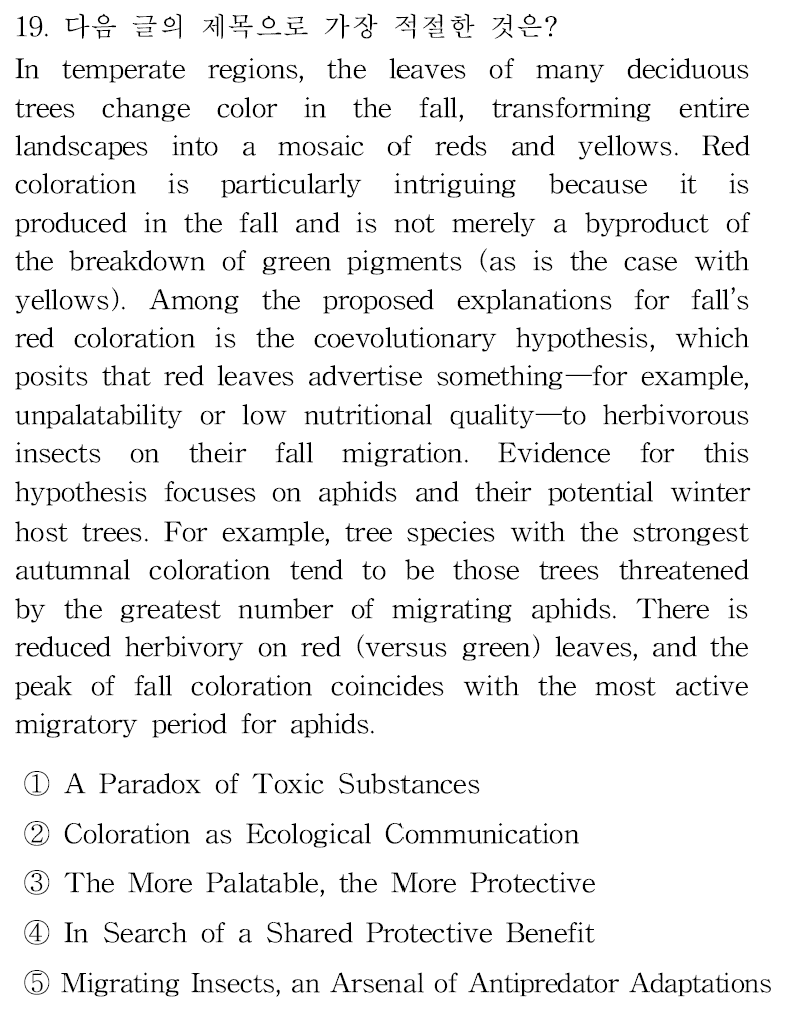 19. 다음 글의 제목으로 가장 적절한 것은?
In temperate regions, the leaves of many deciduous
trees change color in the fall, transforming entire
landscapes into a mosaic of reds and yellows. Red
coloration is particularly intriguing because it is
produced in the fall and is not merely a byproduct of
the breakdown of green pigments (as is the case with
yellows). Among the proposed explanations for fall’s
red coloration is the coevolutionary hypothesis, which
posits that red leaves advertise something—for example,
unpalatability or low nutritional quality—to herbivorous
insects on their fall migration. Evidence for this
hypothesis focuses on aphids and their potential winter
host trees. For example, tree species with the strongest
autumnal coloration tend to be those trees threatened
by the greatest number of migrating aphids. There is
reduced herbivory on red (versus green) leaves, and the
peak of fall coloration coincides with the most active
migratory period for aphids.
① A Paradox of Toxic Substances
② Coloration as Ecological Communication
③ The More Palatable, the More Protective
④ In Search of a Shared Protective Benefit
⑤ Migrating Insects, an Arsenal of Antipredator Adaptations